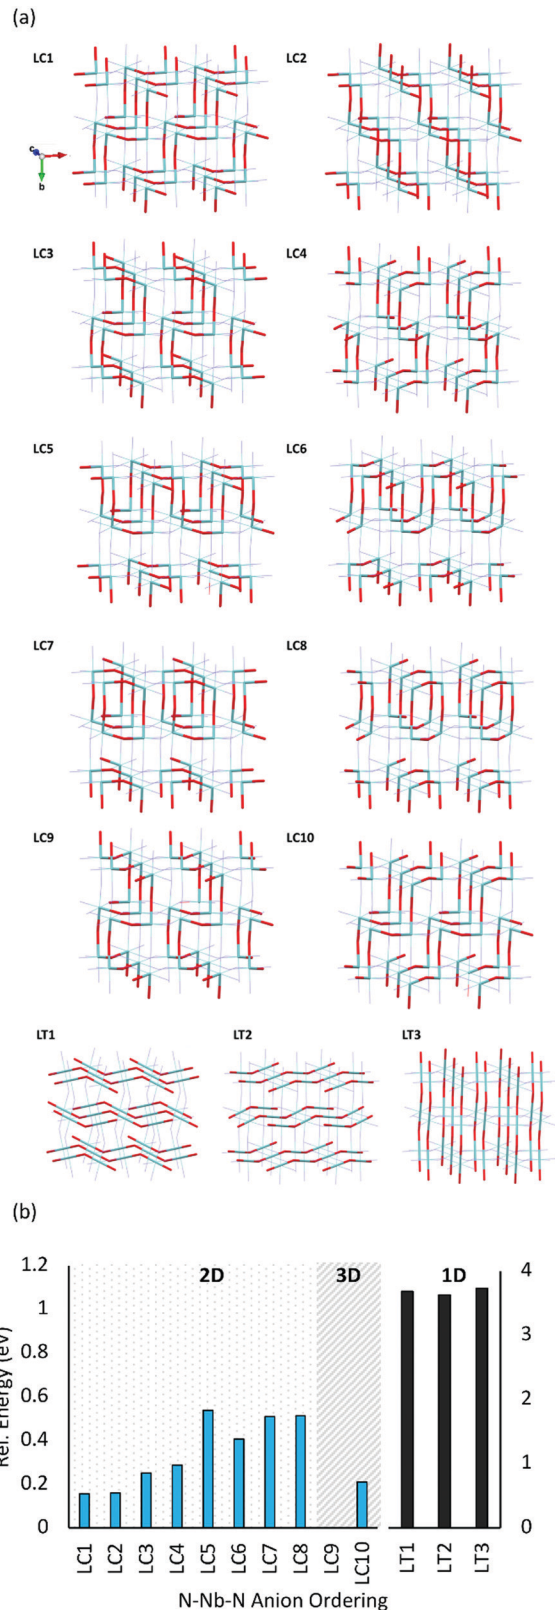 (a)
LC1
LC2
c
b
LC3
LC4
LC5
LC6
LC7
LC8
LC9
LC10
LT1
LT2
LT3
(b)
Rel. Energy (eV)
1.2
1
0.8
0.6
0.4
0.2
0
2D
3D
1D
4
3
2
1
0
LC1
LC2
LC3
LC4
LC5
LC6
LC7
LC8
LC9
LC10
LT1
LT2
LT3
N-Nb-N Anion Ordering